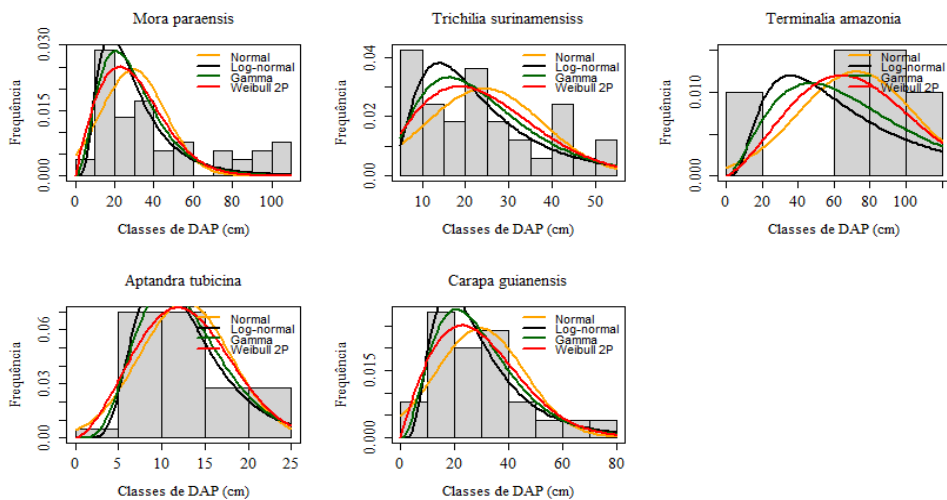 Mora paraensis
Frequência
0.000
0.015
0.030
Normal
Log-normal
Gamma
Weibull 2P
0 20 40 60 80 100
Classes de DAP (cm)
Trichilia surinamensiss
Frequência
0.00
0.02
0.04
Normal
Log-normal
Gamma
Weibull 2P
10 20 30 40 50
Classes de DAP (cm)
Terminalia amazonia
Frequência
0.000
0.010
Normal
Log-normal
Gamma
Weibull 2P
0 20 40 60 80 100
Classes de DAP (cm)
Aptandra tubicina
Frequência
0.00
0.03
0.06
Normal
Log-normal
Gamma
Weibull 2P
0 5 10 15 20 25
Classes de DAP (cm)
Carapa guianensis
Frequência
0.000
0.015
Normal
Log-normal
Gamma
Weibull 2P
0 20 40 60 80
Classes de DAP (cm)